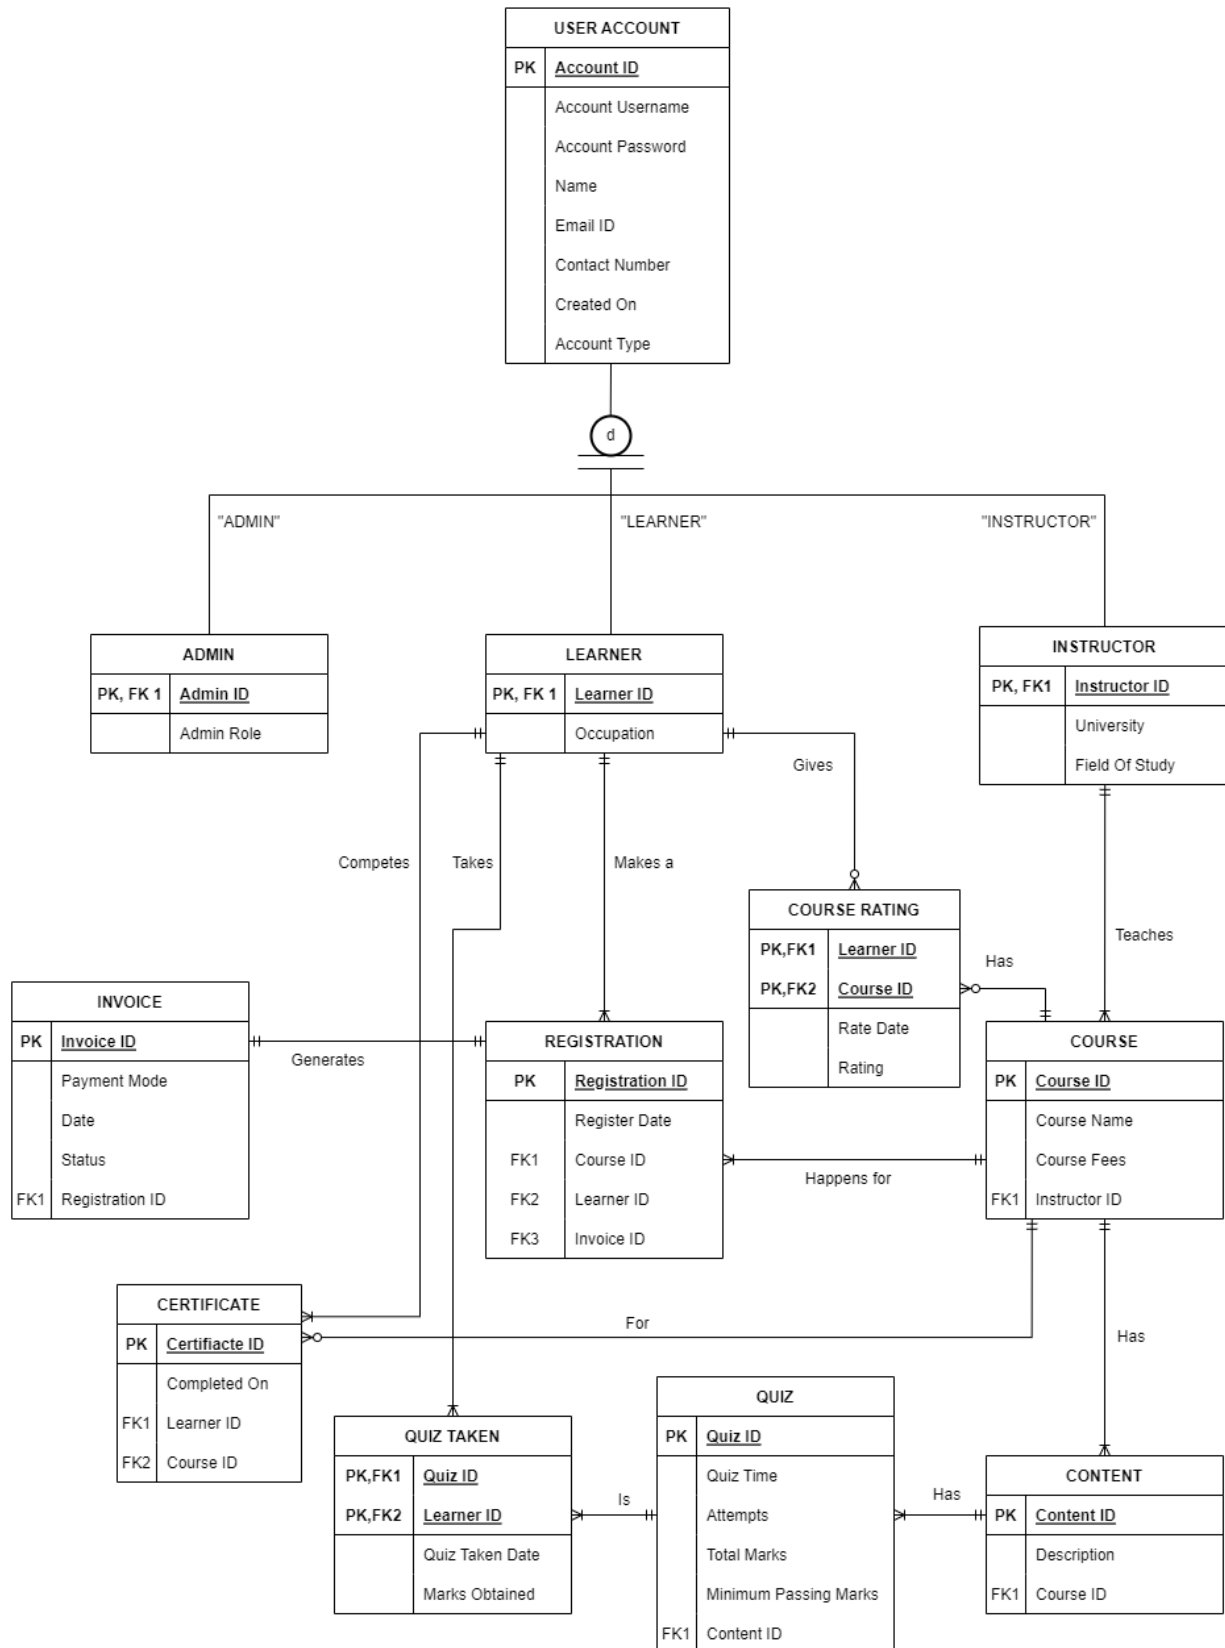 USER ACCOUNT
PK Account ID
Account Username
Account Password
Name
Email ID
Contact Number
Created On
Account Type
d
"ADMIN" "LEARNER" "INSTRUCTOR"
ADMIN
PK, FK 1 Admin ID
Admin Role
LEARNER
PK, FK 1 Learner ID
Occupation
INSTRUCTOR
PK, FK1 Instructor ID
University
Field Of Study
Gives
Competes
Takes
Makes a
Teaches
COURSE RATING
PK,FK1 Learner ID
PK,FK2 Course ID
Rate Date
Rating
Has
INVOICE
PK Invoice ID
Payment Mode
Date
Status
FK1 Registration ID
Generates
REGISTRATION
PK Registration ID
Register Date
FK1 Course ID
FK2 Learner ID
FK3 Invoice ID
Happens for
COURSE
PK Course ID
Course Name
Course Fees
FK1 Instructor ID
CERTIFICATE
PK Certifiacte ID
Completed On
FK1 Learner ID
FK2 Course ID
For
Has
QUIZ TAKEN
PK,FK1 Quiz ID
PK,FK2 Learner ID
Quiz Taken Date
Marks Obtained
Is
QUIZ
PK Quiz ID
Quiz Time
Attempts
Total Marks
Minimum Passing Marks
FK1 Content ID
Has
CONTENT
PK Content ID
Description
FK1 Course ID